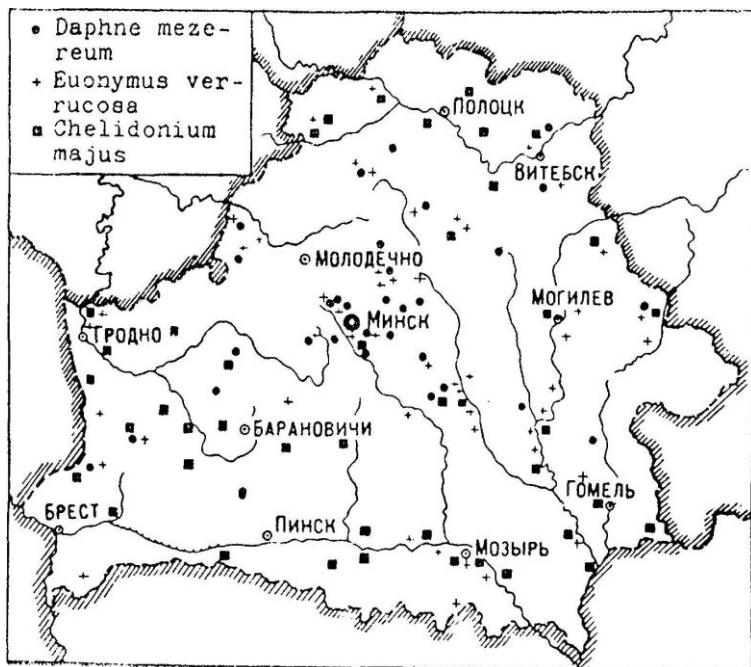 Daphne meze-
reum
Euonymus ver-
rucosa
Chelidonium
majus
ПОЛОЦК
ВИТЕБСК
МОЛОДЕЧНО
МИНСК
МОГИЛЕВ
ГРОДНО
БАРАНОВИЧИ
БРЕСТ
ПИНСК
МОЗЫРЬ
ГОМЕЛЬ